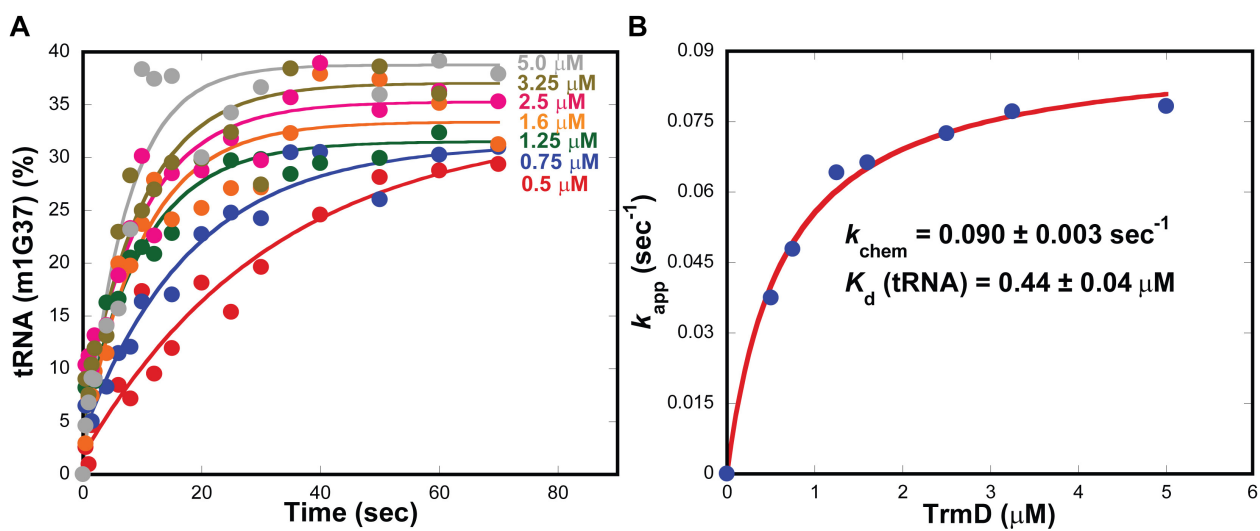 A
tRNA (m1G37) (%)
40
35
30
25
20
15
10
5
0
0
20
40
60
80
Time (sec)
5.0 μM
3.25 μM
2.5 μM
1.6 μM
1.25 μM
0.75 μM
0.5 μM
B
kapp (sec-1)
0.09
0.075
0.06
0.045
0.03
0.015
0
0
1
2
3
4
5
6
TrmD (μM)
kchem = 0.090 ± 0.003 sec-1
Kd (tRNA) = 0.44 ± 0.04 μM